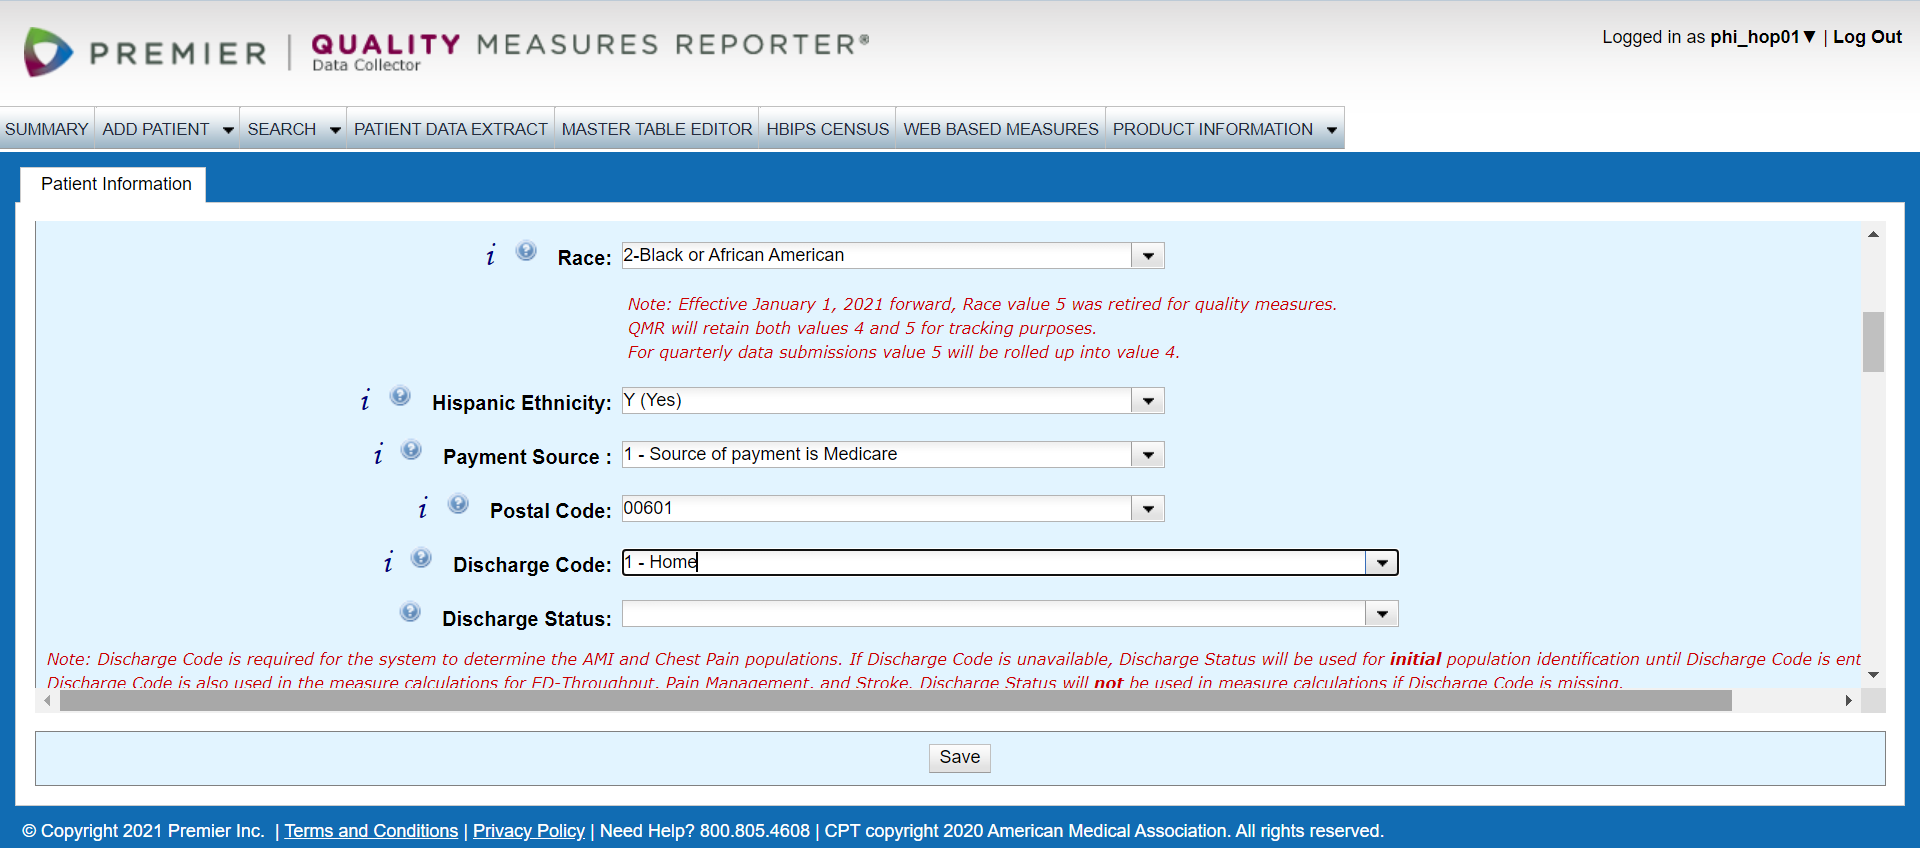 PREMIER | QUALITY MEASURES REPORTER®
Data Collector
Logged in as phi_hop01▼ | Log Out
SUMMARY ADD PATIENT SEARCH PATIENT DATA EXTRACT MASTER TABLE EDITOR HBIPS CENSUS WEB BASED MEASURES PRODUCT INFORMATION
Patient Information
i ? Race: 2-Black or African American
Note: Effective January 1, 2021 forward, Race value 5 was retired for quality measures.
QMR will retain both values 4 and 5 for tracking purposes.
For quarterly data submissions value 5 will be rolled up into value 4.
i ? Hispanic Ethnicity: Y (Yes)
i ? Payment Source : 1 - Source of payment is Medicare
i ? Postal Code: 00601
i ? Discharge Code: 1 - Home
? Discharge Status:
Note: Discharge Code is required for the system to determine the AMI and Chest Pain populations. If Discharge Code is unavailable, Discharge Status will be used for initial population identification until Discharge Code is ent
Discharge Code is also used in the measure calculations for ED-Throughput, Pain Management, and Stroke. Discharge Status will not be used in measure calculations if Discharge Code is missing.
Save
© Copyright 2021 Premier Inc. | Terms and Conditions | Privacy Policy | Need Help? 800.805.4608 | CPT copyright 2020 American Medical Association. All rights reserved.